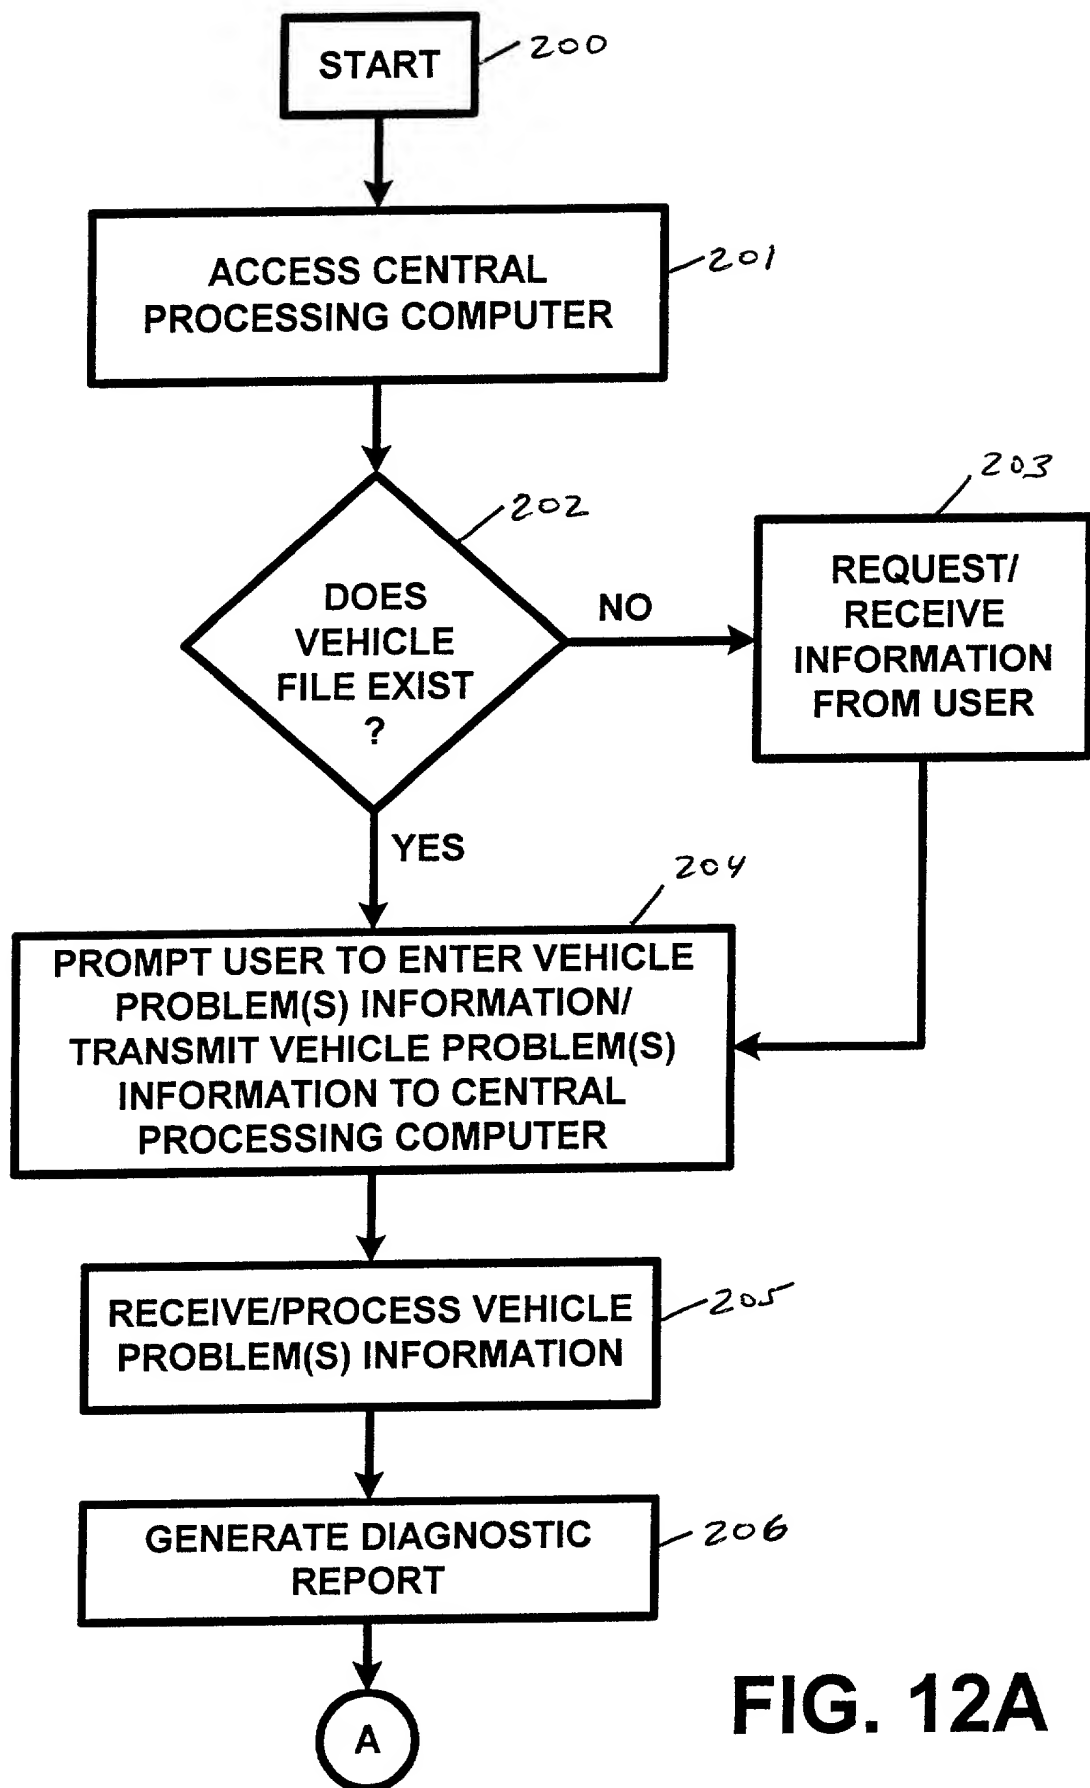 START
200
ACCESS CENTRAL
PROCESSING COMPUTER
201
202
DOES
VEHICLE
FILE EXIST
?
NO
203
REQUEST/
RECEIVE
INFORMATION
FROM USER
YES
204
PROMPT USER TO ENTER VEHICLE
PROBLEM(S) INFORMATION/
TRANSMIT VEHICLE PROBLEM(S)
INFORMATION TO CENTRAL
PROCESSING COMPUTER
RECEIVE/PROCESS VEHICLE
PROBLEM(S) INFORMATION
205
GENERATE DIAGNOSTIC
REPORT
206
A
FIG. 12A